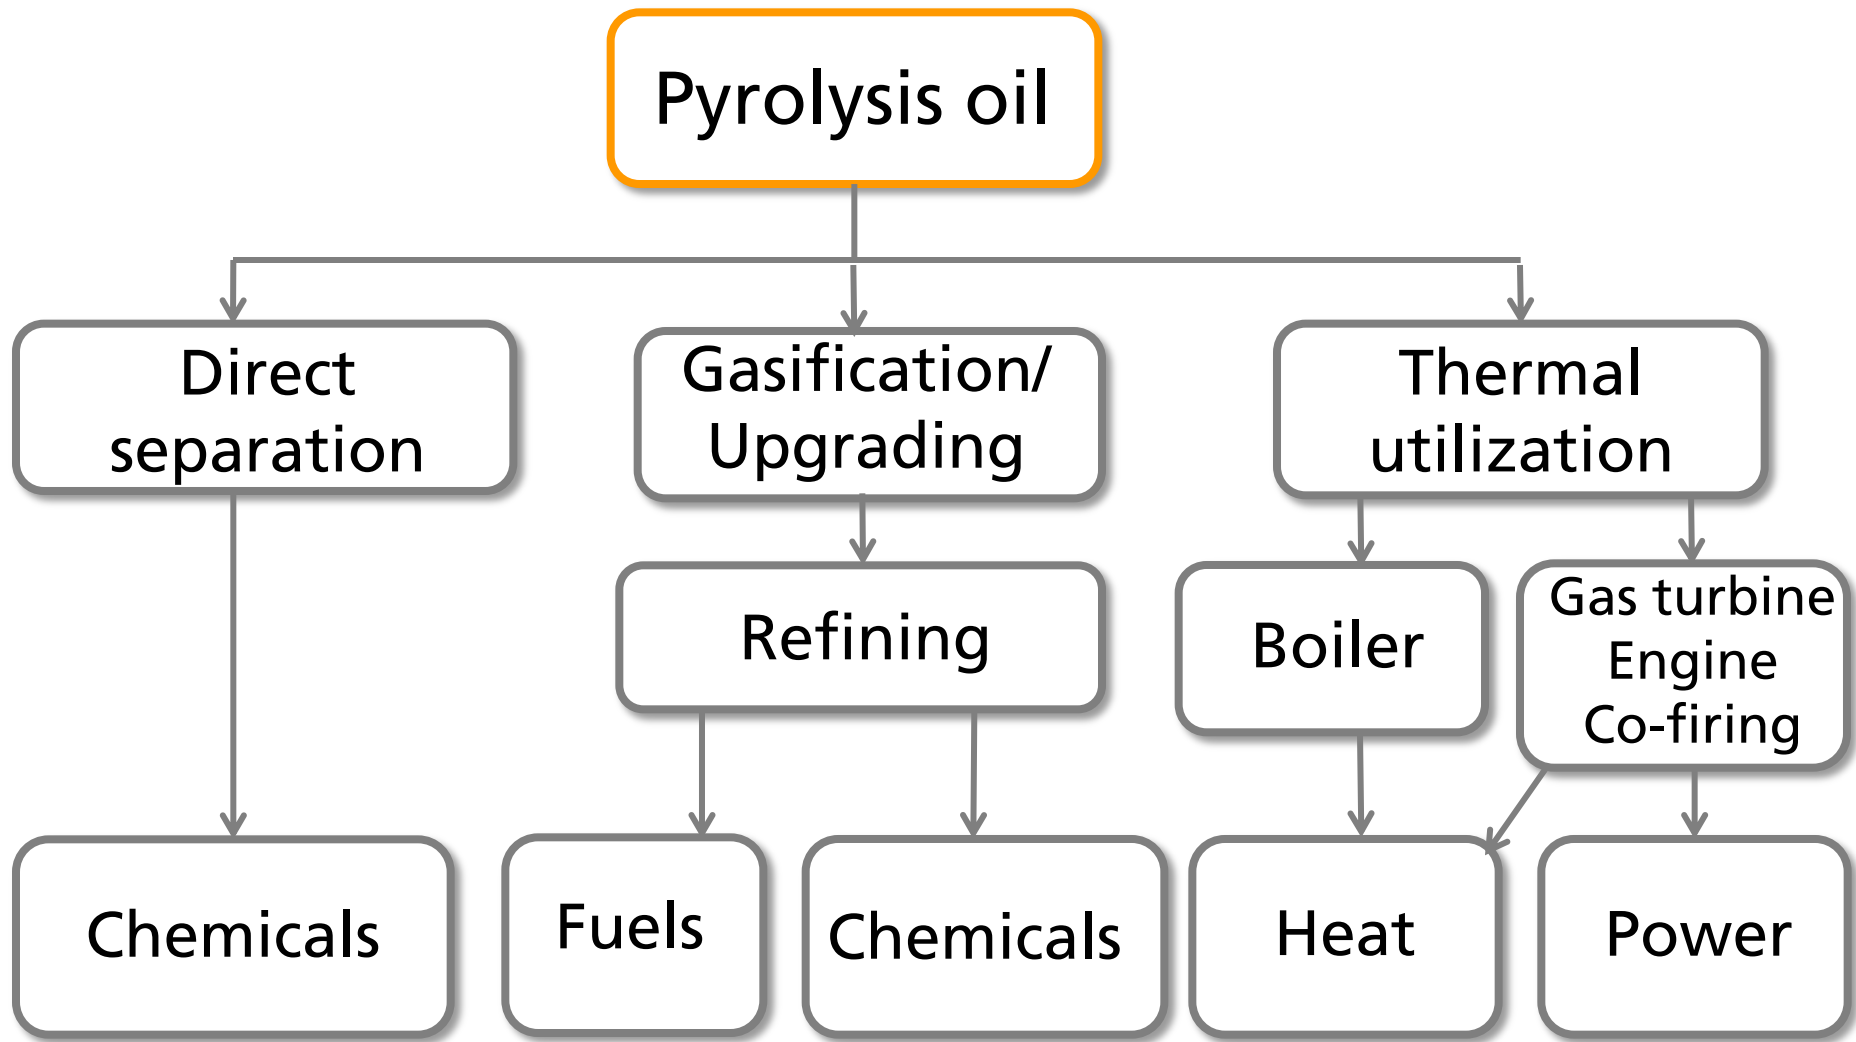 Pyrolysis oil
Direct
separation
Gasification/
Upgrading
Thermal
utilization
Refining
Boiler
Gas turbine
Engine
Co-firing
Chemicals
Fuels
Chemicals
Heat
Power